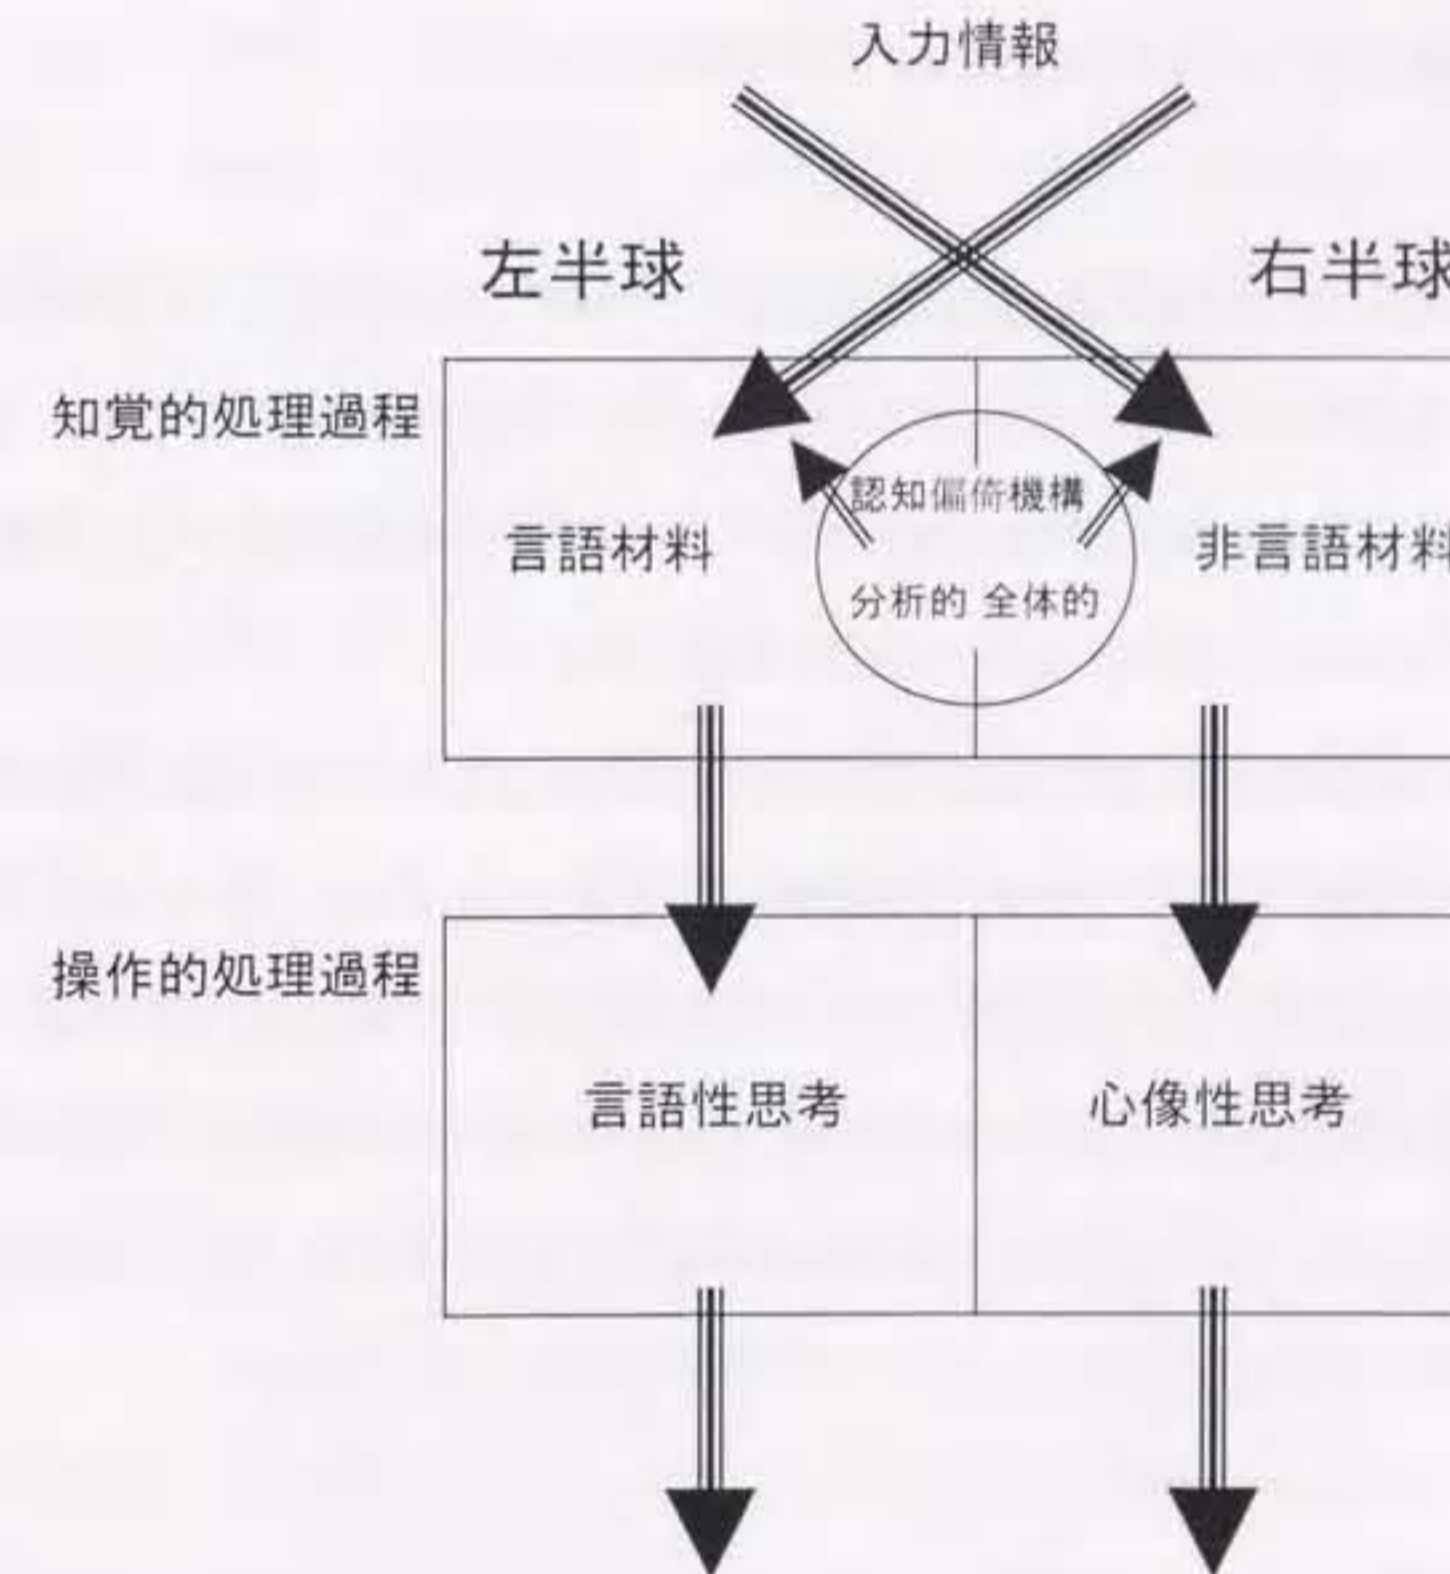 入力情報
左半球
右半球
知覚的処理過程
認知偏倚機構
言語材料
非言語材料
分析的 全体的
操作的処理過程
言語性思考
心像性思考